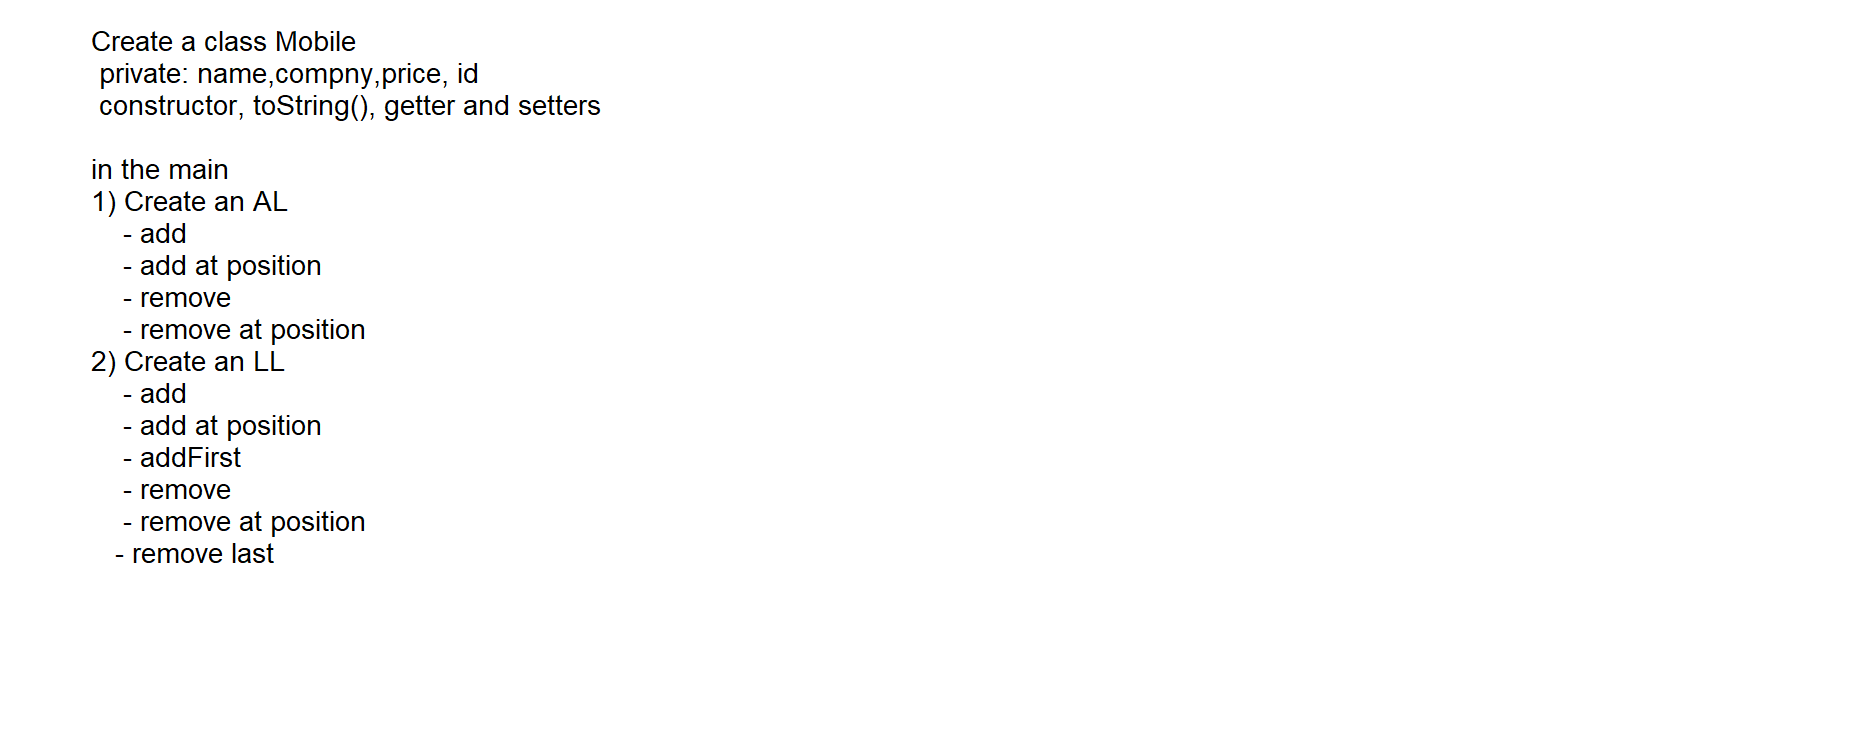 Create a class Mobile
private: name,compny,price, id
constructor, toString(), getter and setters
in the main
1) Create an AL
- add
- add at position
- remove
- remove at position
2) Create an LL
- add
- add at position
- addFirst
- remove
- remove at position
- remove last